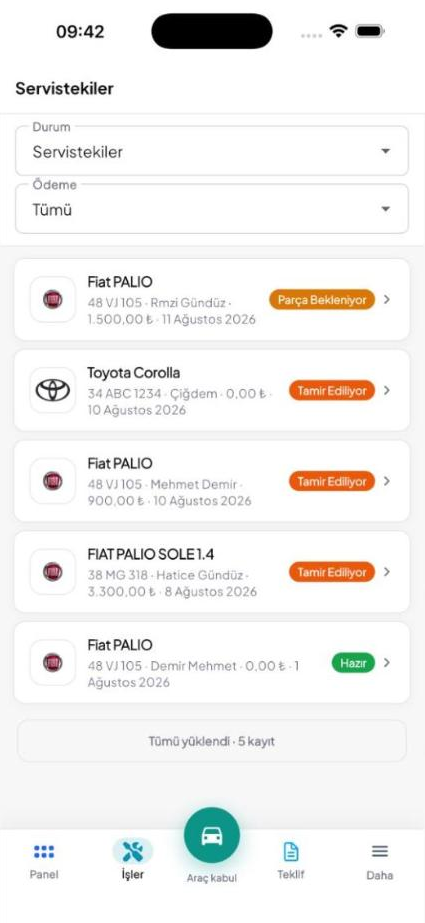 09:42
Servistekiler
Durum
Servistekiler
Ödeme
Tümü
Fiat PALIO
48 VJ 105 · Rmzi Gündüz ·
1.500,00 ₺ · 11 Ağustos 2026
Parça Bekleniyor
Toyota Corolla
34 ABC 1234 · Çiğdem · 0,00 ₺ ·
10 Ağustos 2026
Tamir Ediliyor
Fiat PALIO
48 VJ 105 · Mehmet Demir ·
900,00 ₺ · 10 Ağustos 2026
Tamir Ediliyor
FIAT PALIO SOLE 1.4
38 MG 318 · Hatice Gündüz ·
3.300,00 ₺ · 8 Ağustos 2026
Tamir Ediliyor
Fiat PALIO
48 VJ 105 · Demir Mehmet · 0,00 ₺ · 1
Ağustos 2026
Hazır
Tümü yüklendi · 5 kayıt
Panel
İşler
Araç kabul
Teklif
Daha